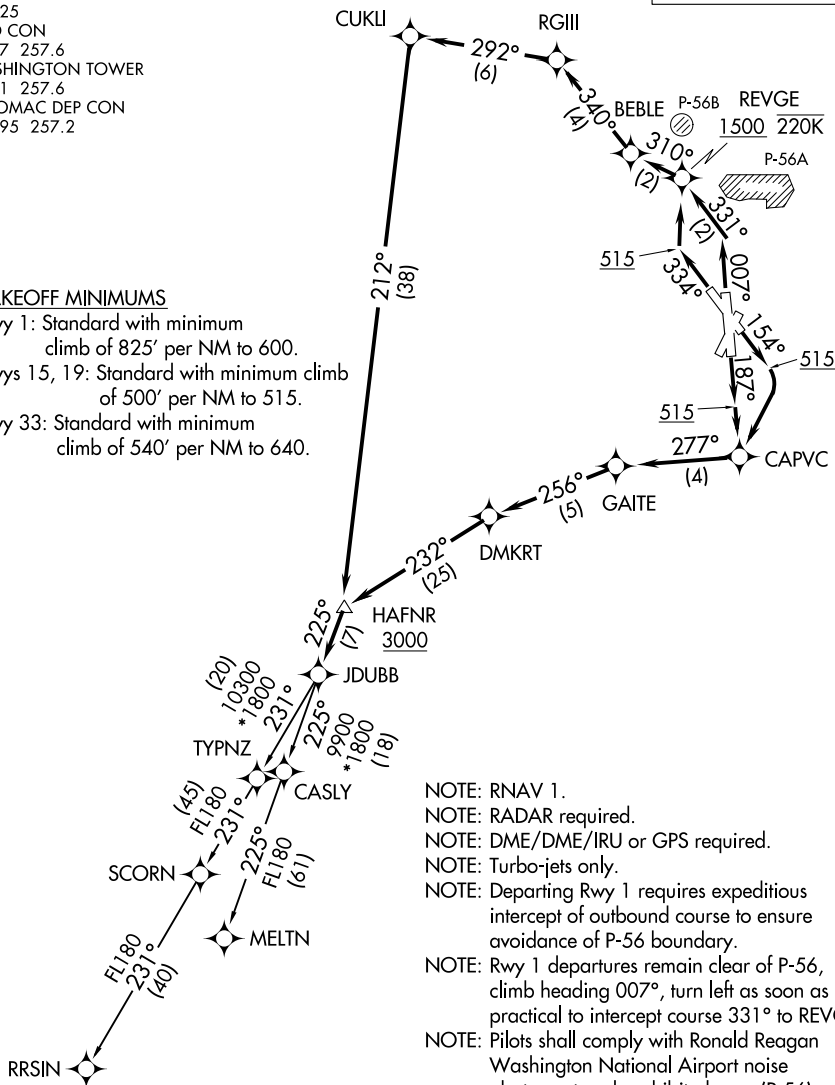 25
CON
7 257.6
SHINGTON TOWER
1 257.6
OMAC DEP CON
95 257.2
CUKLI
292°
(6)
RGIII
340°
(4)
BEBLE
P-56B
REVGE
1500 220K
310°
(2)
P-56A
331°
(2)
515
334°
007°
154°
515
187°
515
212°
(38)
KEOFF MINIMUMS
y 1: Standard with minimum
climb of 825' per NM to 600.
ys 15, 19: Standard with minimum climb
of 500' per NM to 515.
y 33: Standard with minimum
climb of 540' per NM to 640.
277°
(4)
CAPVC
GAITE
256°
(5)
DMKRT
232°
(25)
HAFNR
3000
225°
(7)
JDUBB
(20)
10300
*1800
231°
225°
9900
*1800
(18)
TYPNZ
CASLY
(45)
FL180
231°
225°
FL180
(61)
SCORN
MELTN
FL180
231°
(40)
RRSIN
NOTE: RNAV 1.
NOTE: RADAR required.
NOTE: DME/DME/IRU or GPS required.
NOTE: Turbo-jets only.
NOTE: Departing Rwy 1 requires expeditious
intercept of outbound course to ensure
avoidance of P-56 boundary.
NOTE: Rwy 1 departures remain clear of P-56,
climb heading 007°, turn left as soon as
practical to intercept course 331° to REV
NOTE: Pilots shall comply with Ronald Reagan
Washington National Airport noise